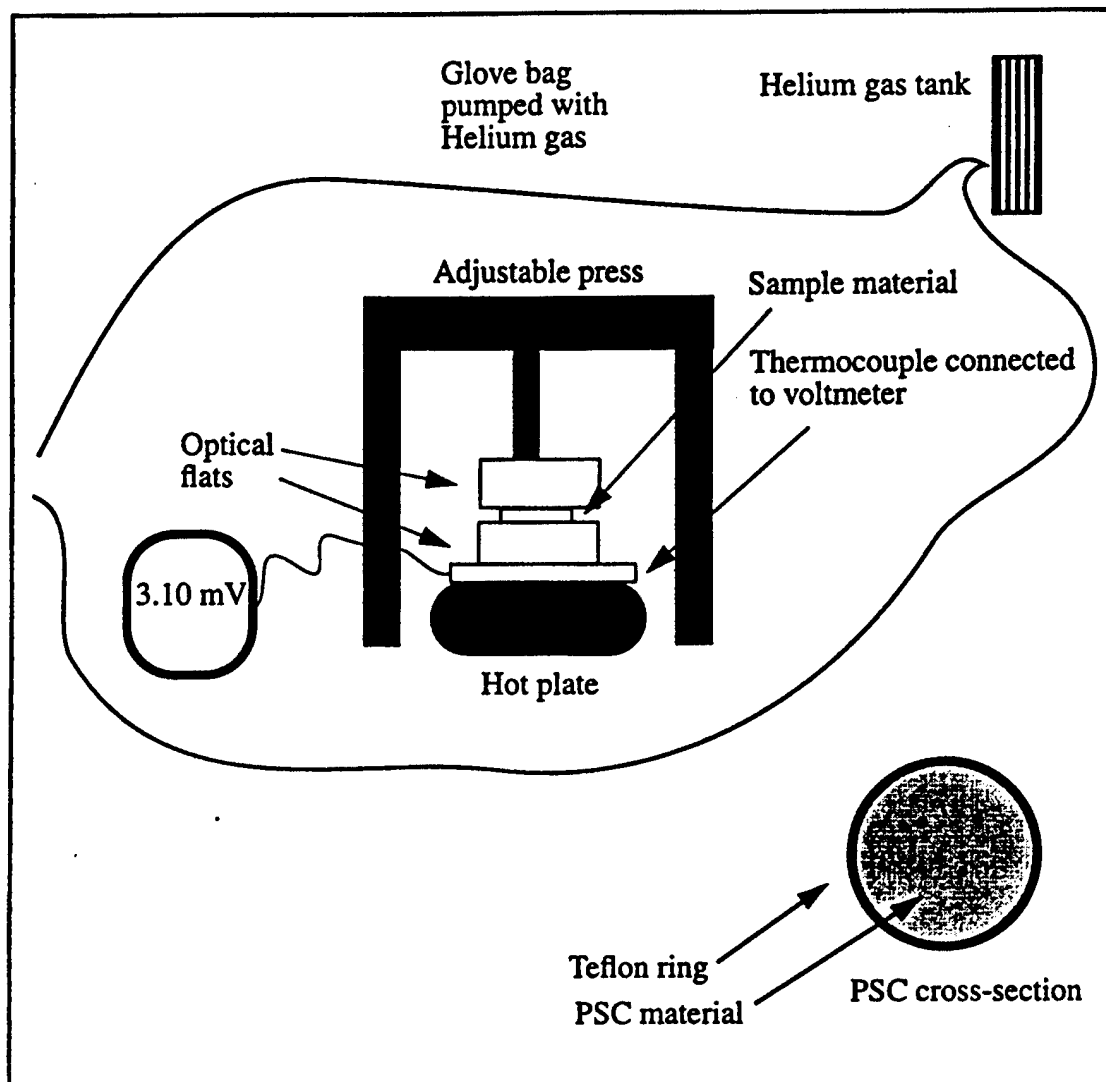 Glove bag
pumped with
Helium gas
Helium gas tank
Adjustable press
Sample material
Thermocouple connected
to voltmeter
Optical
flats
3.10 mV
Hot plate
Teflon ring
PSC material
PSC cross-section